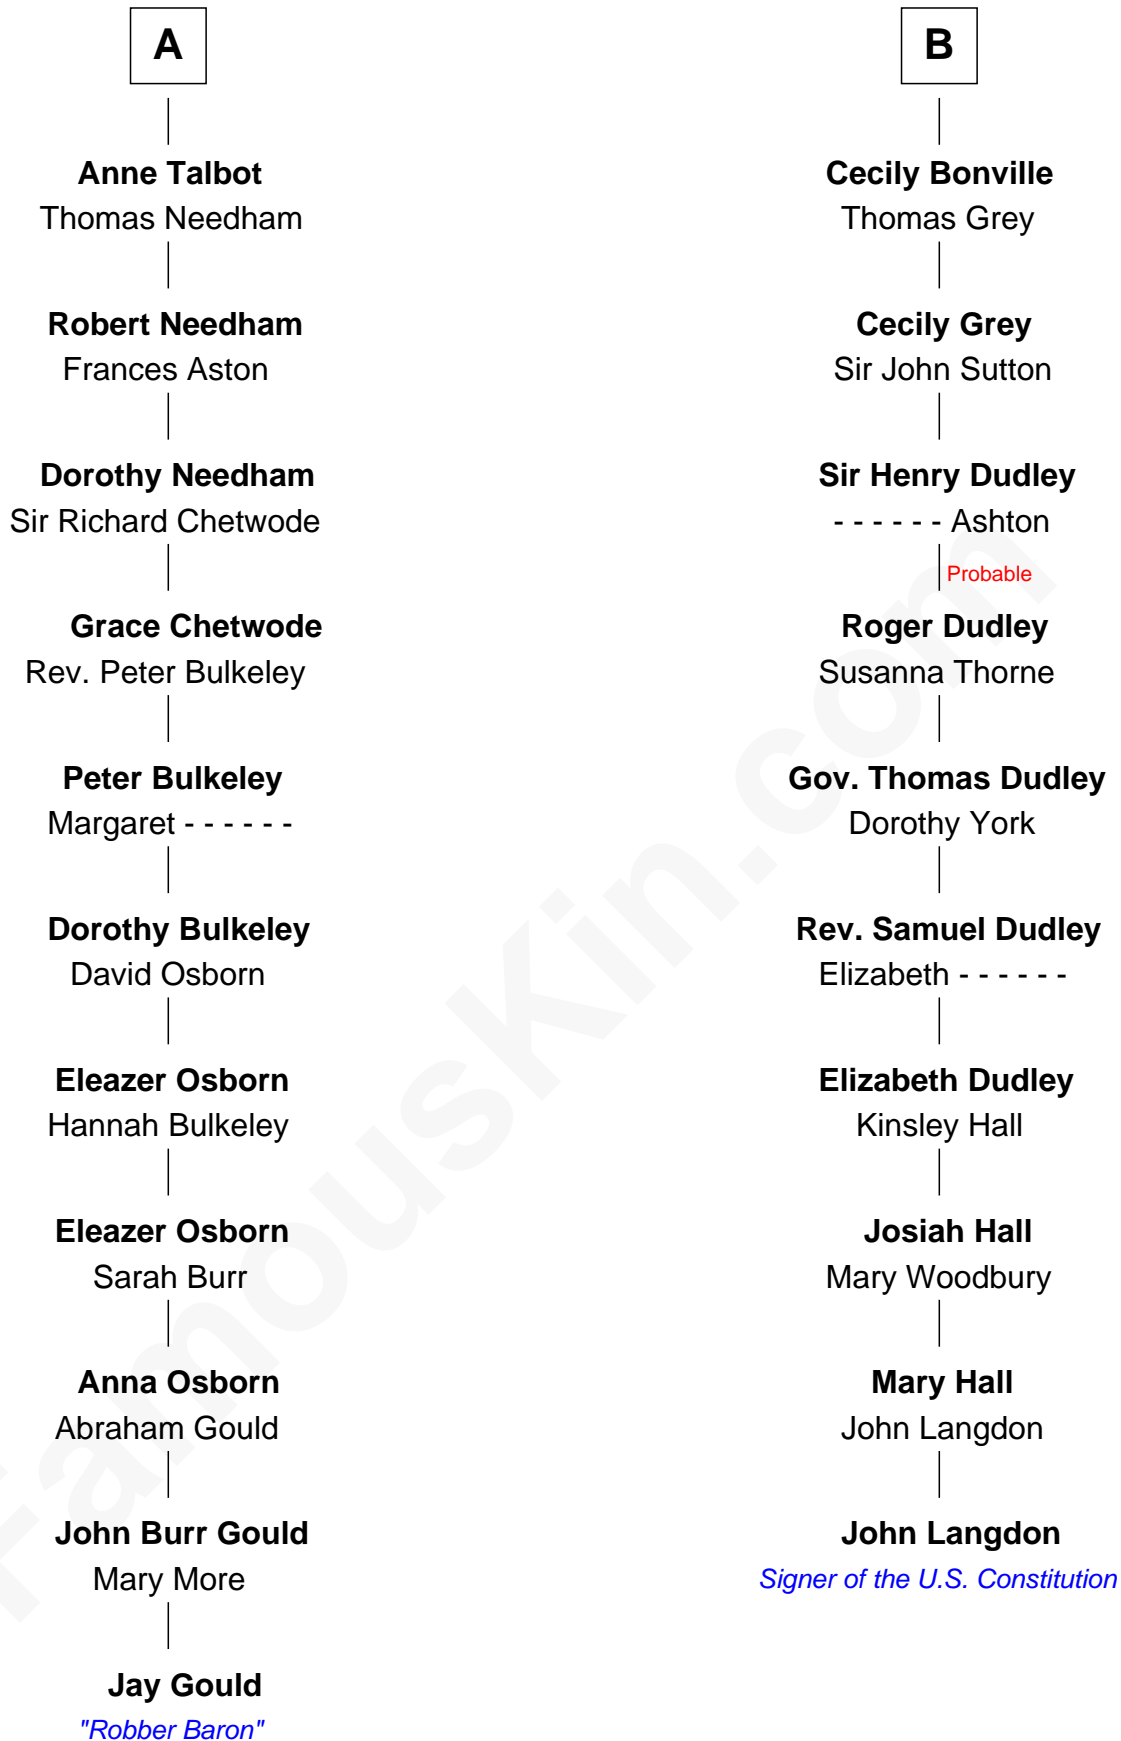 A
Anne Talbot
Thomas Needham
Robert Needham
Frances Aston
Dorothy Needham
Sir Richard Chetwode
Grace Chetwode
Rev. Peter Bulkeley
Peter Bulkeley
Margaret - - - - - -
Dorothy Bulkeley
David Osborn
Eleazer Osborn
Hannah Bulkeley
Eleazer Osborn
Sarah Burr
Anna Osborn
Abraham Gould
John Burr Gould
Mary More
Jay Gould
"Robber Baron"
B
Cecily Bonville
Thomas Grey
Cecily Grey
Sir John Sutton
Sir Henry Dudley
- - - - - - Ashton
Probable
Roger Dudley
Susanna Thorne
Gov. Thomas Dudley
Dorothy York
Rev. Samuel Dudley
Elizabeth - - - - - -
Elizabeth Dudley
Kinsley Hall
Josiah Hall
Mary Woodbury
Mary Hall
John Langdon
John Langdon
Signer of the U.S. Constitution
FamousKin.com